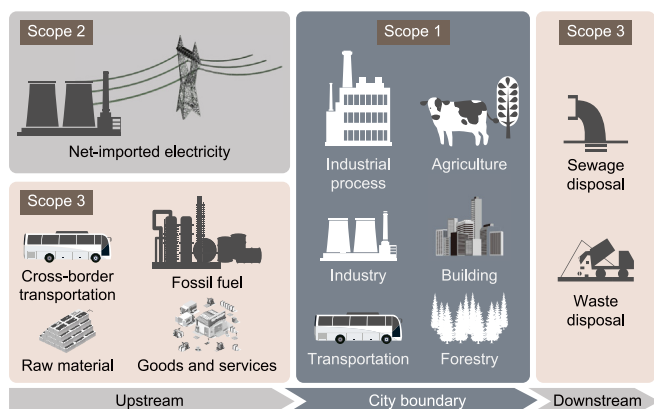 Scope 2
Net-imported electricity
Scope 3
Cross-border
transportation
Fossil fuel
Raw material
Goods and services
Scope 1
Industrial
process
Agriculture
Industry
Building
Transportation
Forestry
Scope 3
Sewage
disposal
Waste
disposal
Upstream
City boundary
Downstream